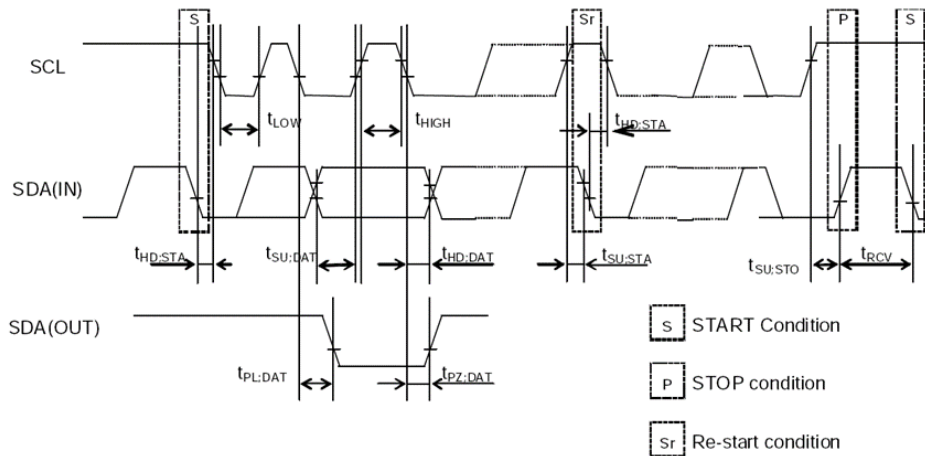 S Sr P S
SCL
tLOW tHIGH tHD;STA
SDA(IN)
tHD;STA tSU;DAT tHD;DAT tSU;STA tSU;STO tRCV
SDA(OUT)
S START Condition
tPL;DAT tPZ;DAT
P STOP condition
Sr Re-start condition